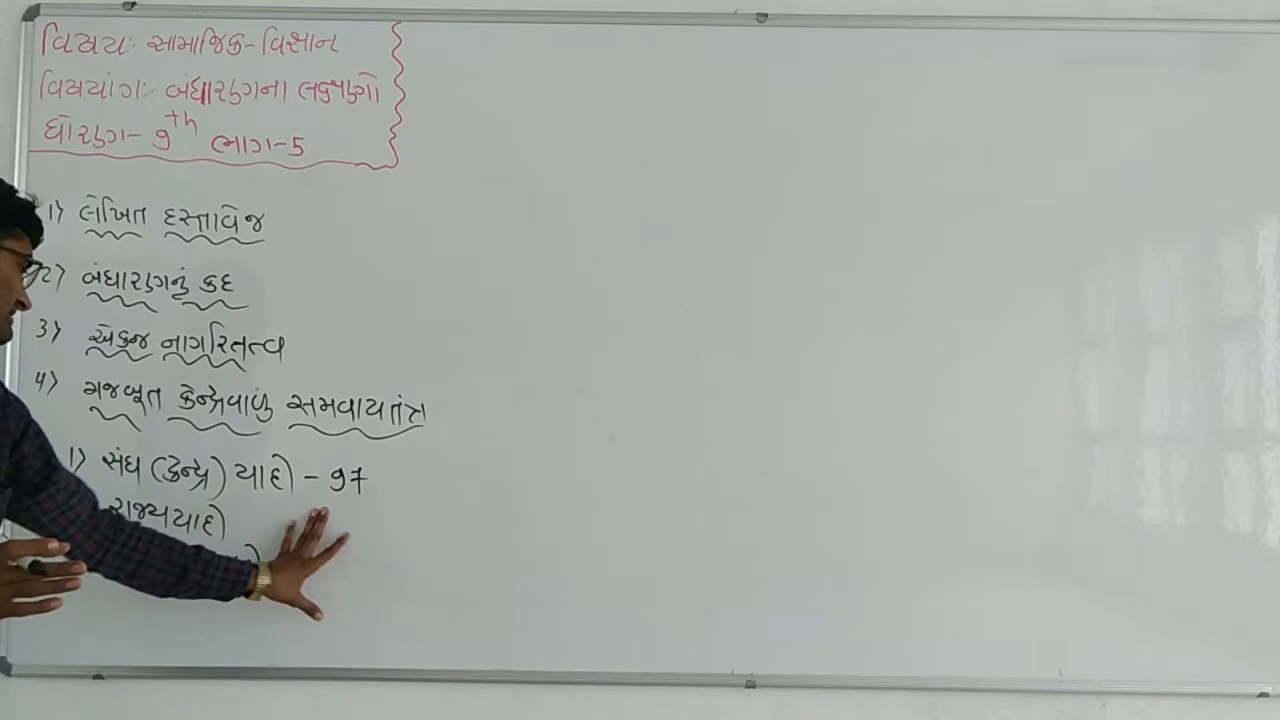 વિષય:- સામાજિક-વિજ્ઞાન
વિષયાંગ:- બંધારણના લક્ષણો
ધોરણ- 9th ભાગ-5
1) લેખિત દસ્તાવેજ
2) બંધારણનું કદ
3) એકજ નાગરિતત્વ
4) મજબૂત કેન્દ્રવાળું સમવાયતંત્ર
1) સંઘ (કેન્દ્ર) યાદી - 97
રાજ્યયાદી